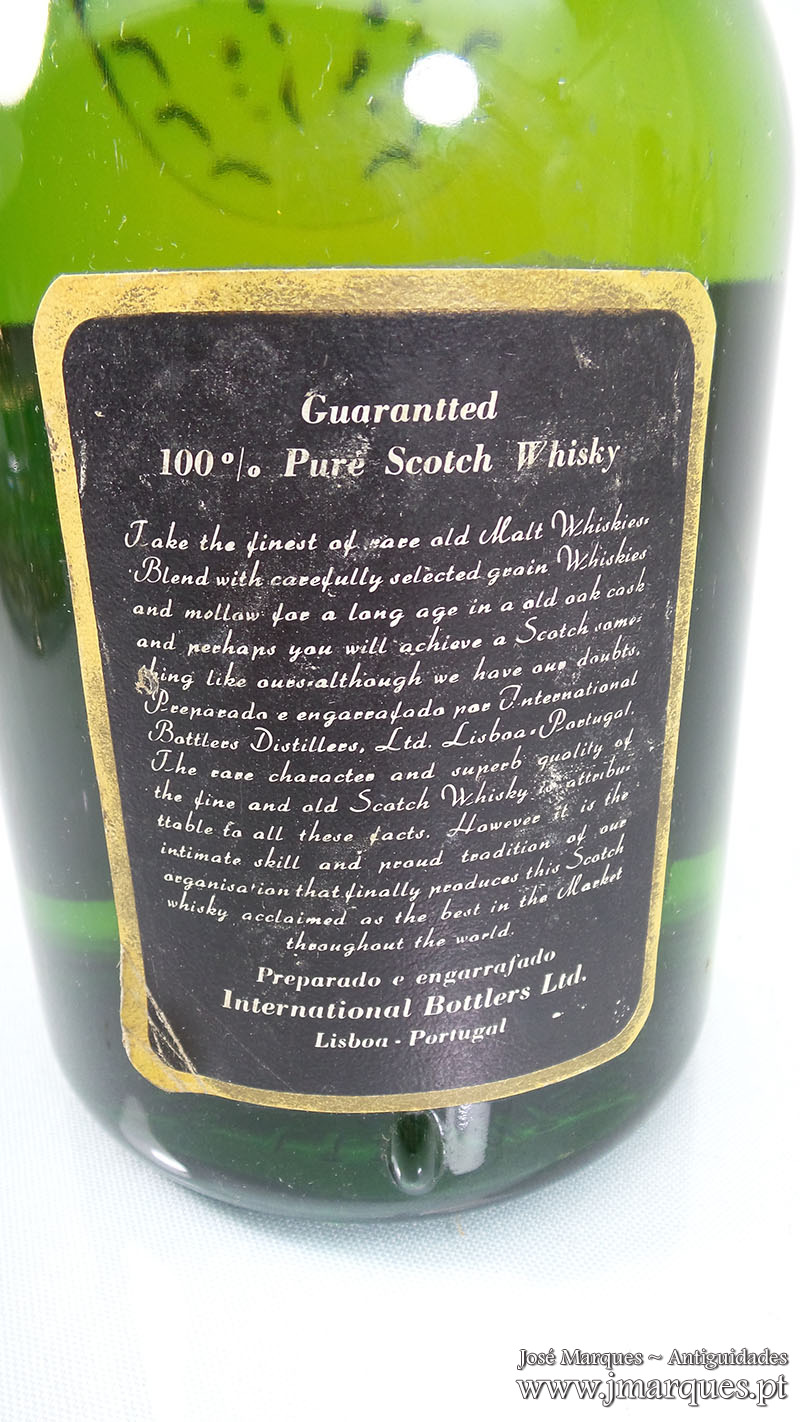 Guarantted
100% Pure Scotch Whisky
Take the finest of rare old Malt Whiskies.
Blend with carefully selected grain Whiskies
and mollow for a long age in a old oak cask
and perhaps you will achieve a Scotch some-
thing like ours-although we have our doubts.
Preparado e engarrafado por International
Bottlers Distillers, Ltd. Lisboa-Portugal.
The rare character and superb quality of
the fine and old Scotch Whisky is attribu-
ttable to all these facts. However it is the
intimate skill and proud tradition of our
organisation that finally produces this Scotch
whisky acclaimed as the best in the Market
throughout the world.
Preparado e engarrafado
International Bottlers Ltd.
Lisboa - Portugal
José Marques ~ Antiguidades
www.jmarques.pt